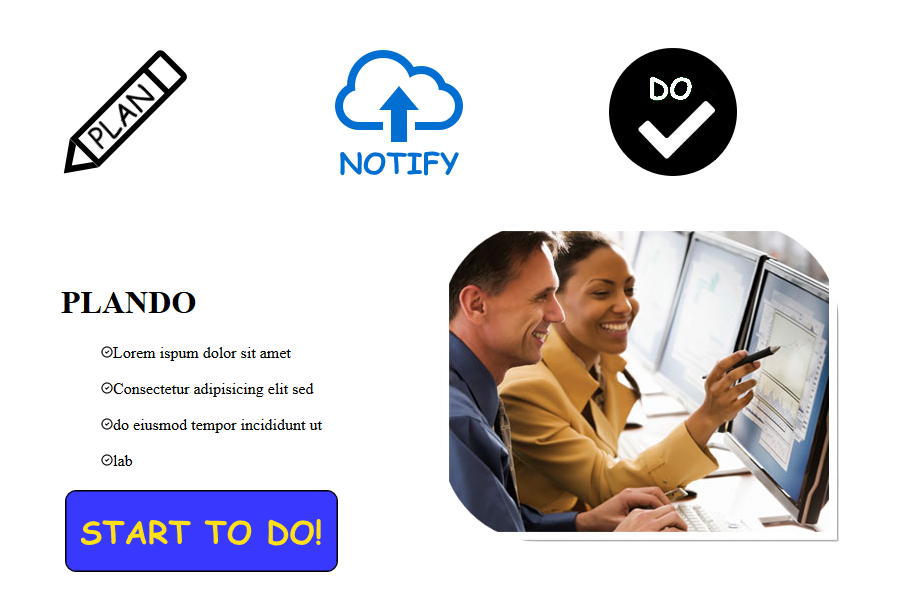 PLAN
NOTIFY
DO
PLANDO
Lorem ispum dolor sit amet
Consectetur adipisicing elit sed
do eiusmod tempor incididunt ut
lab
START TO DO!